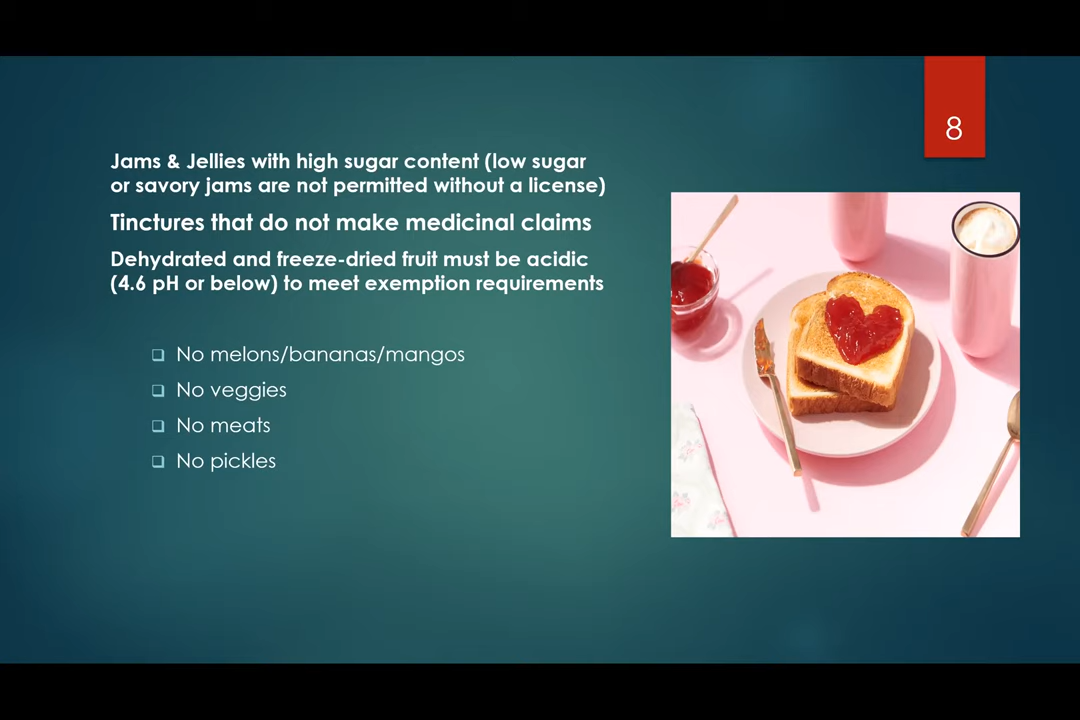 8
Jams & Jellies with high sugar content (low sugar
or savory jams are not permitted without a license)
Tinctures that do not make medicinal claims
Dehydrated and freeze-dried fruit must be acidic
(4.6 pH or below) to meet exemption requirements
No melons/bananas/mangos
No veggies
No meats
No pickles